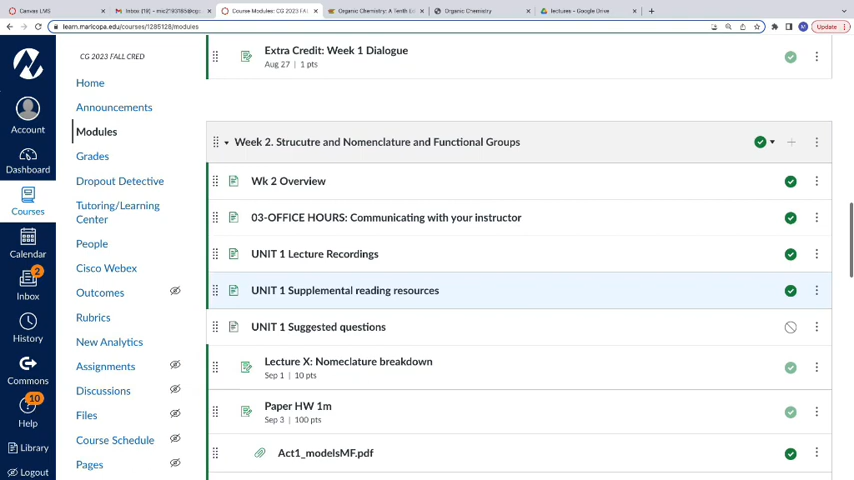 Canvas LMS
Inbox (19) - mic2193185@gc
Course Modules: CG 2023 FALL
Organic Chemistry: A Tenth Ed
Organic Chemistry
lectures - Google Drive
learn.maricopa.edu/courses/1285128/modules
M
Update
Account
Dashboard
Courses
Calendar
2
Inbox
History
Commons
10
Help
Library
Logout
CG 2023 FALL CRED
Home
Announcements
Modules
Grades
Dropout Detective
Tutoring/Learning
Center
People
Cisco Webex
Outcomes
Rubrics
New Analytics
Assignments
Discussions
Files
Course Schedule
Pages
Extra Credit: Week 1 Dialogue
Aug 27 | 1 pts
Week 2. Strucutre and Nomenclature and Functional Groups
Wk 2 Overview
03-OFFICE HOURS: Communicating with your instructor
UNIT 1 Lecture Recordings
UNIT 1 Supplemental reading resources
UNIT 1 Suggested questions
Lecture X: Nomeclature breakdown
Sep 1 | 10 pts
Paper HW 1m
Sep 3 | 100 pts
Act1_modelsMF.pdf